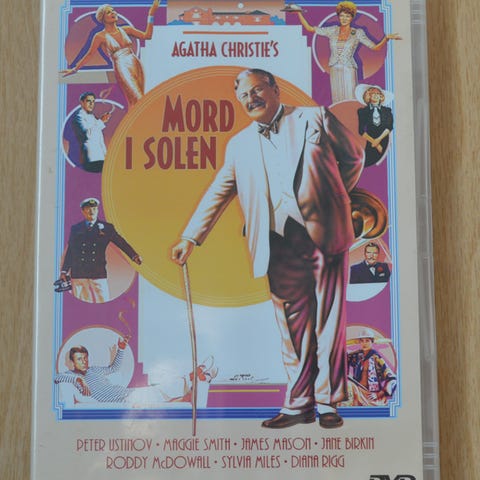 AGATHA CHRISTIE'S
MORD
I SOLEN
PETER USTINOV · MAGGIE SMITH · JAMES MASON · JANE BIRKIN
RODDY McDOWALL · SYLVIA MILES · DIANA RIGG